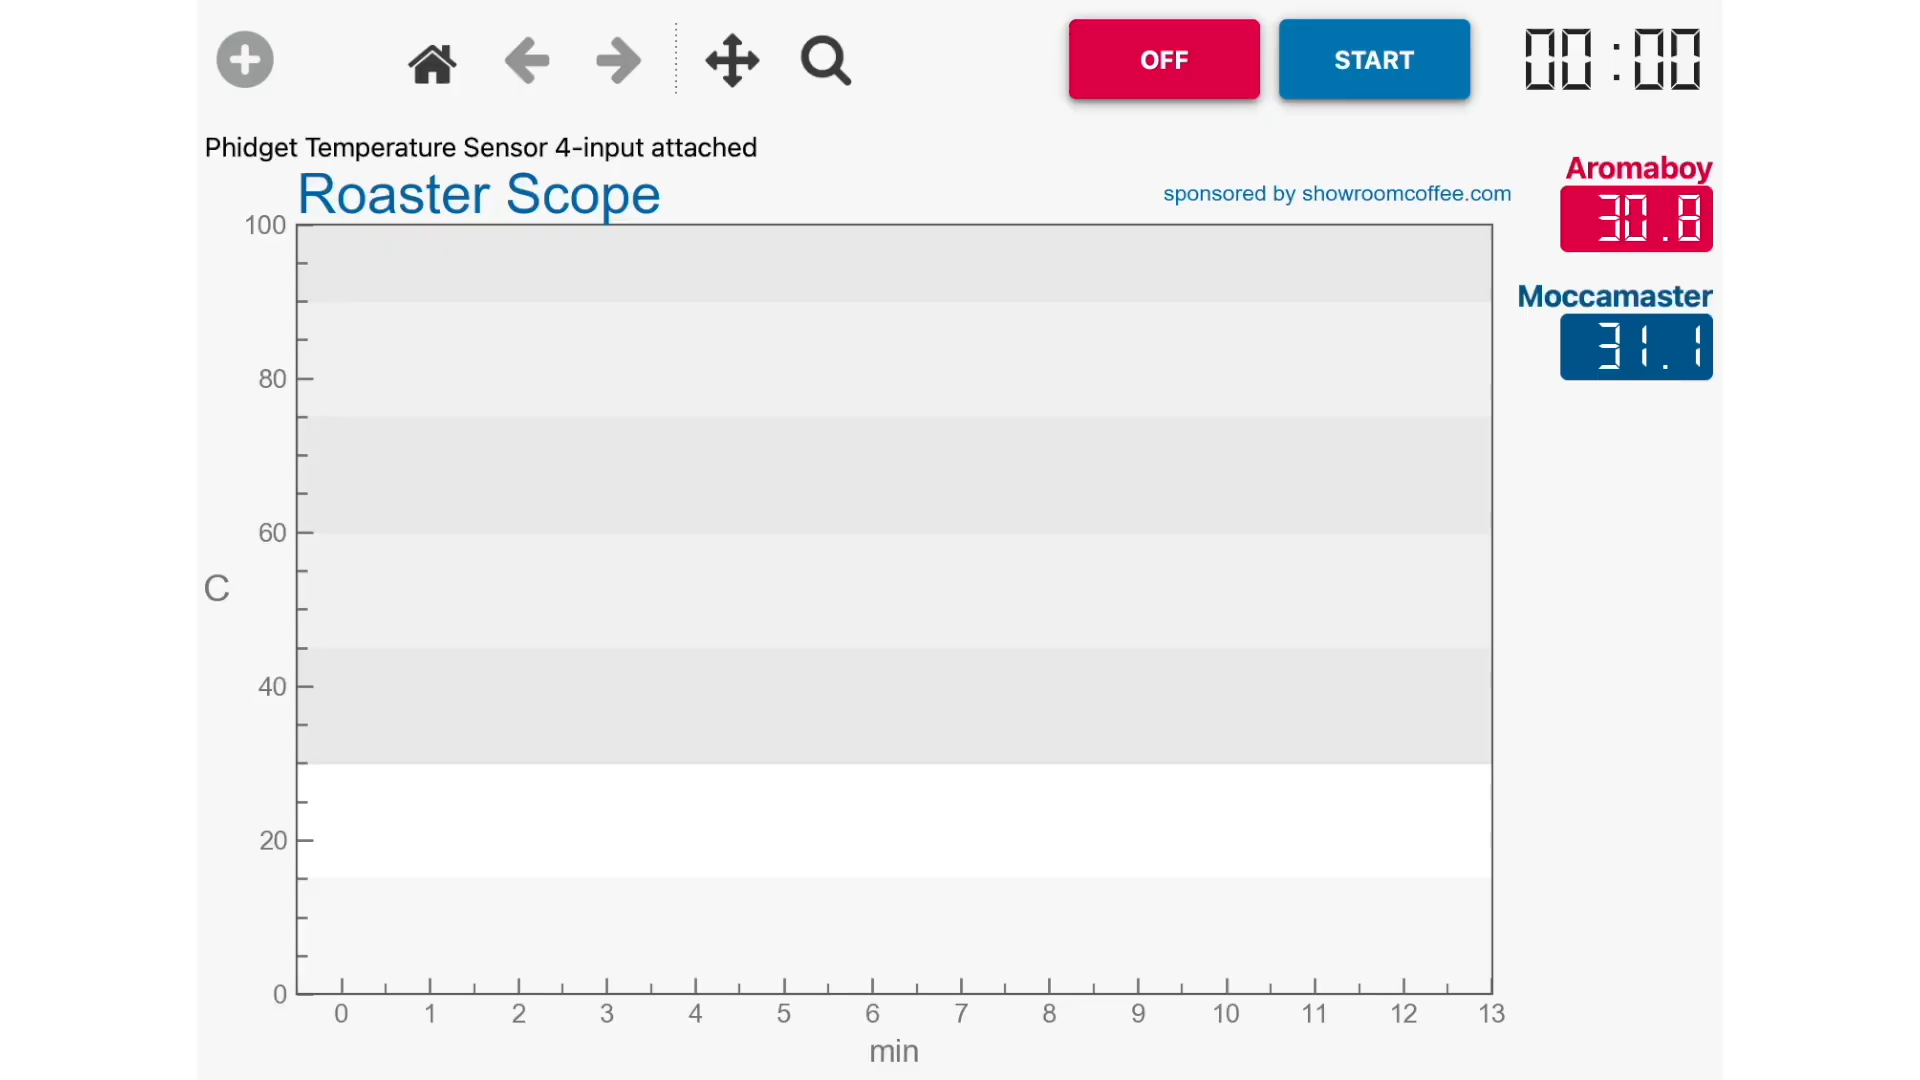 OFF
START
00:00
Phidget Temperature Sensor 4-input attached
Roaster Scope
sponsored by showroomcoffee.com
Aromaboy
30.8
Moccamaster
31.1
100
80
60
40
20
0
C
0 1 2 3 4 5 6 7 8 9 10 11 12 13
min